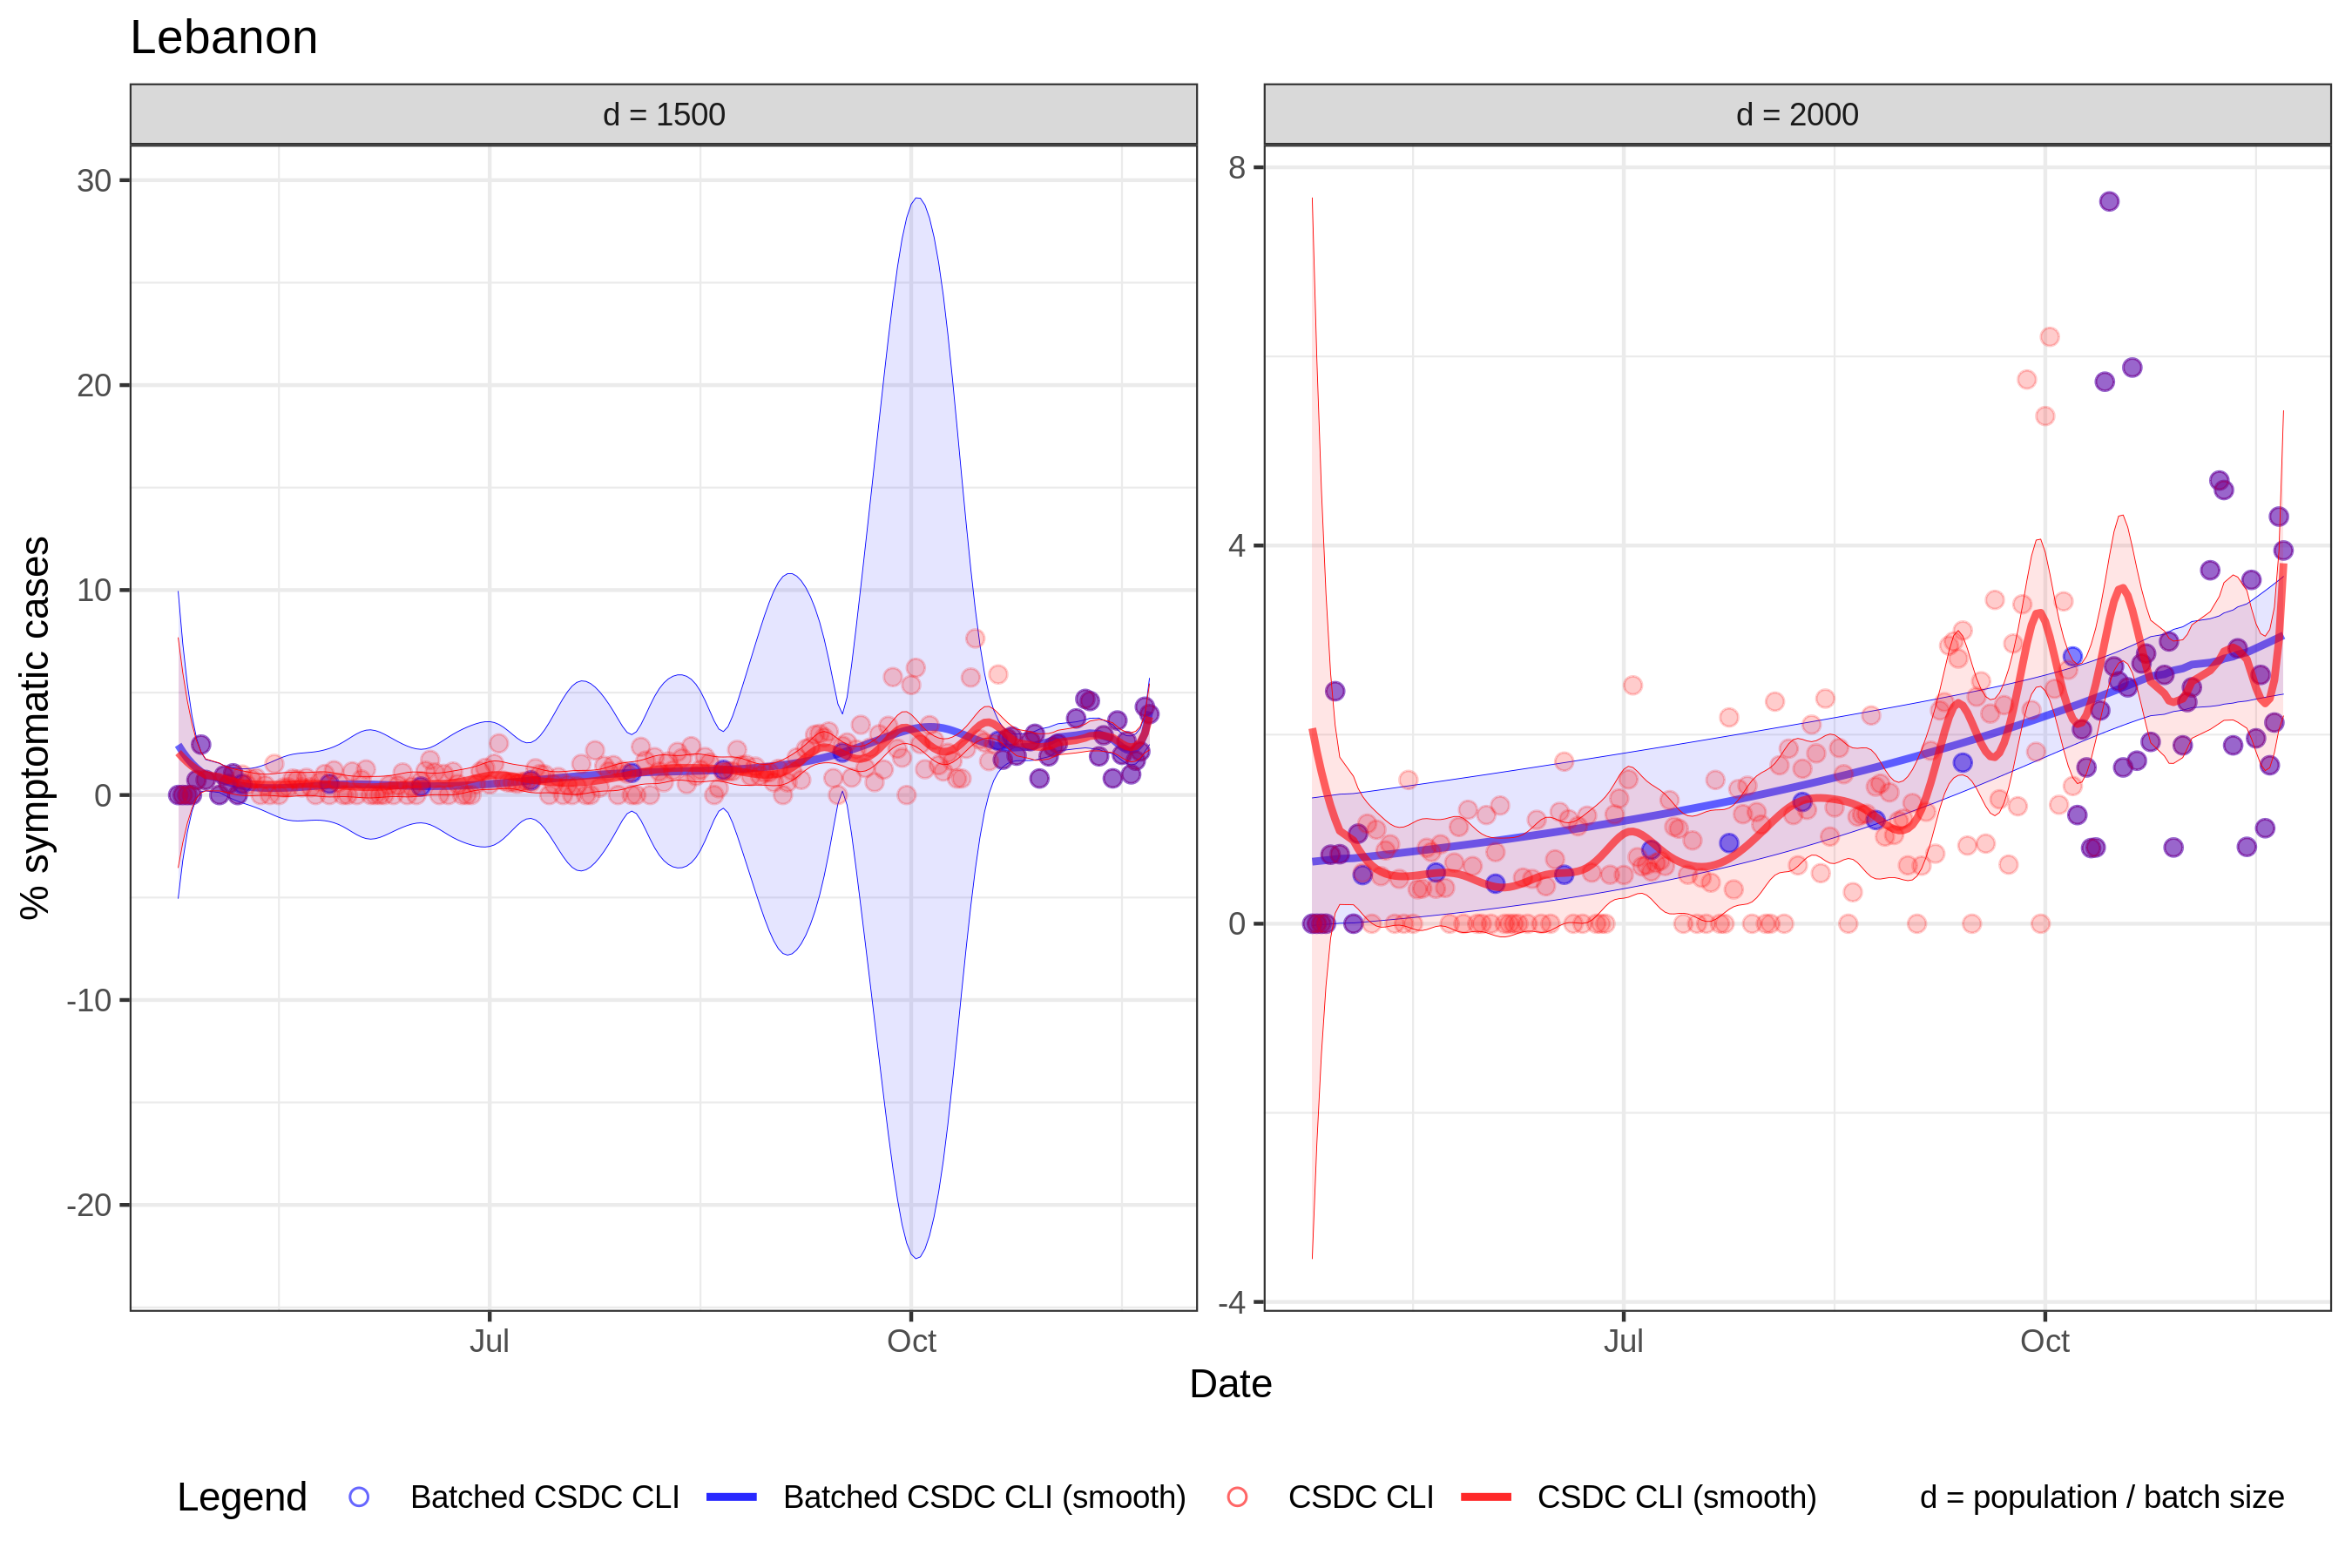 Lebanon
d = 1500
d = 2000
% symptomatic cases
30
20
10
0
-10
-20
8
4
0
-4
Jul
Oct
Jul
Oct
Date
Legend
Batched CSDC CLI
Batched CSDC CLI (smooth)
CSDC CLI
CSDC CLI (smooth)
d = population / batch size